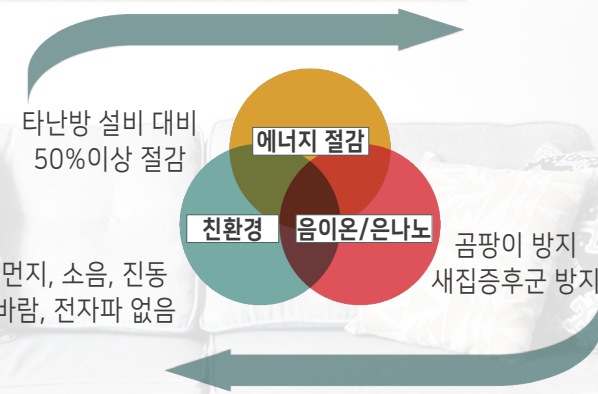 타난방 설비 대비
50%이상 절감
에너지 절감
친환경
음이온/은나노
곰팡이 방지
새집증후군 방지
먼지, 소음, 진동
바람, 전자파 없음